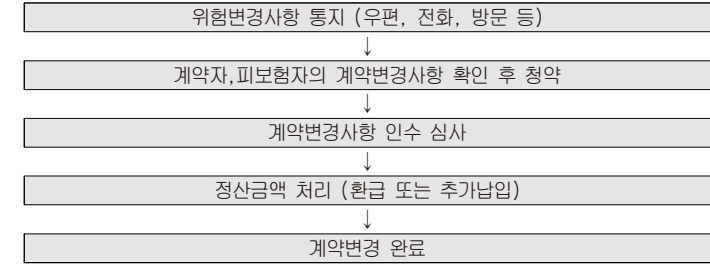 위험변경사항 통지 (우편, 전화, 방문 등)
↓
계약자,피보험자의 계약변경사항 확인 후 청약
↓
계약변경사항 인수 심사
↓
정산금액 처리 (환급 또는 추가납입)
↓
계약변경 완료